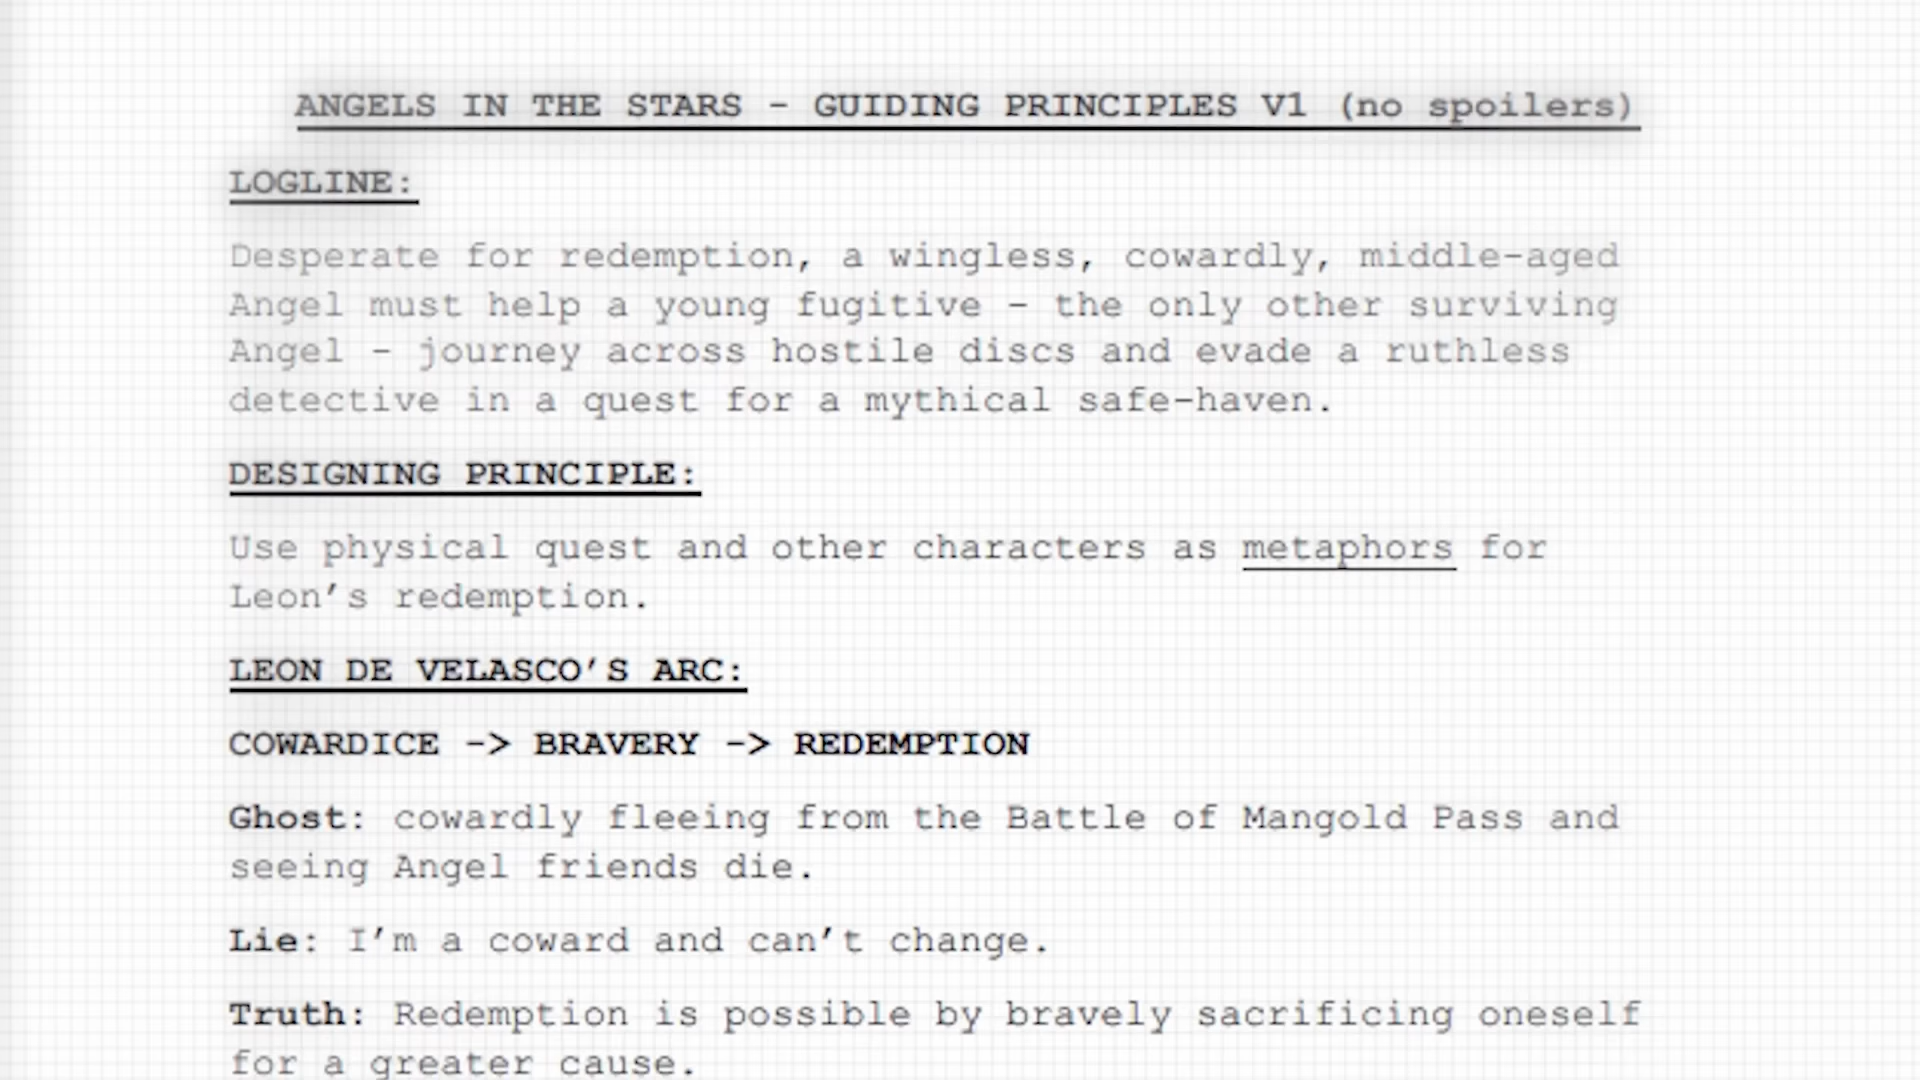 ANGELS IN THE STARS - GUIDING PRINCIPLES V1 (no spoilers)
LOGLINE:
Desperate for redemption, a wingless, cowardly, middle-aged
Angel must help a young fugitive - the only other surviving
Angel - journey across hostile discs and evade a ruthless
detective in a quest for a mythical safe-haven.
DESIGNING PRINCIPLE:
Use physical quest and other characters as metaphors for
Leon’s redemption.
LEON DE VELASCO’S ARC:
COWARDICE -> BRAVERY -> REDEMPTION
Ghost: cowardly fleeing from the Battle of Mangold Pass and
seeing Angel friends die.
Lie: I’m a coward and can’t change.
Truth: Redemption is possible by bravely sacrificing oneself
for a greater cause.